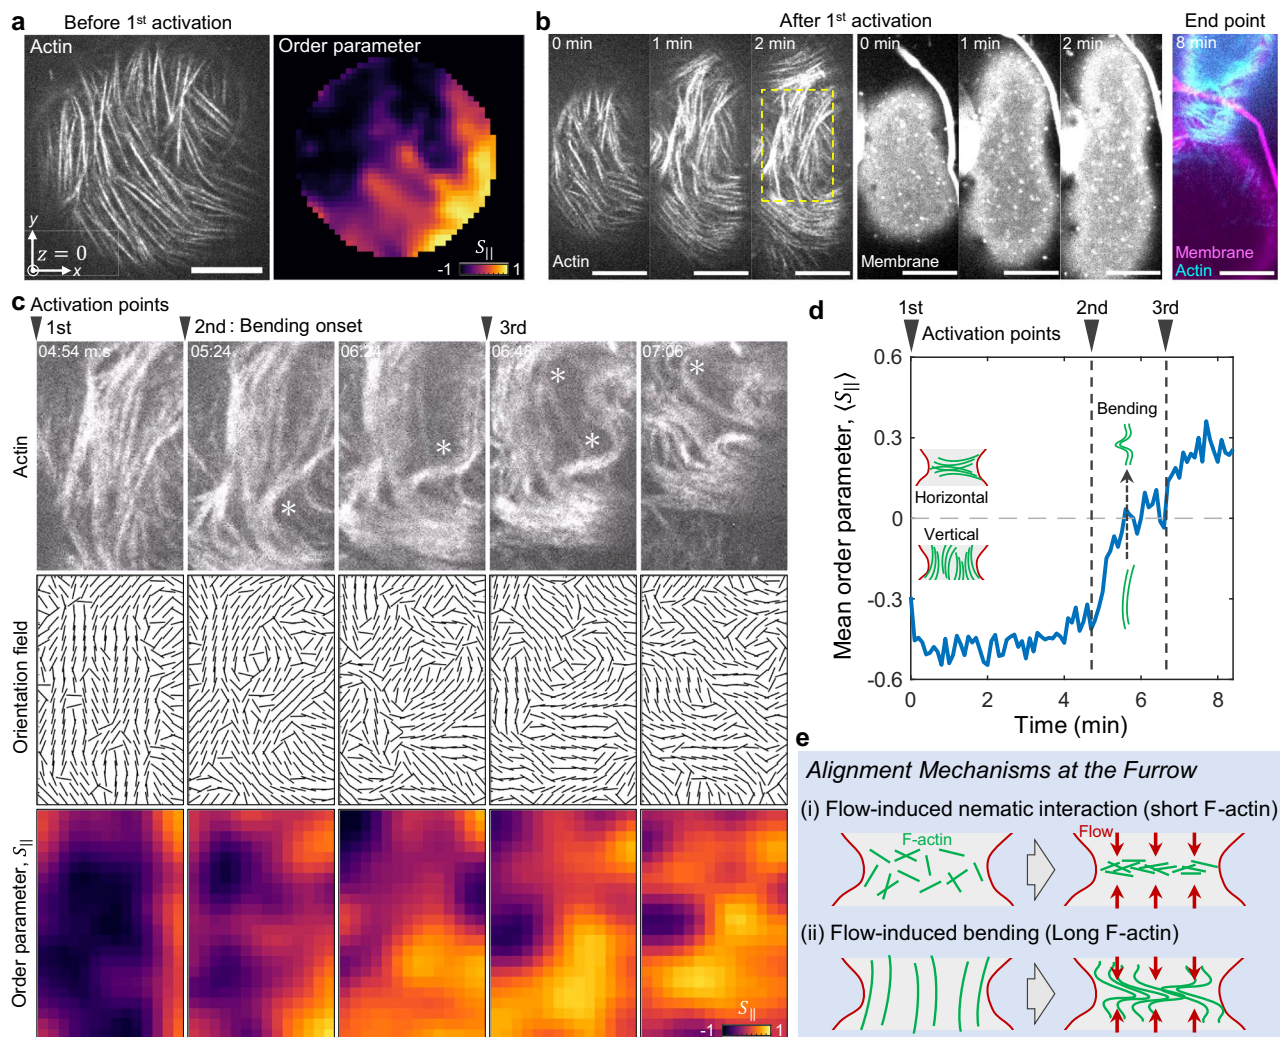 a
Before 1st activation
Actin
Order parameter
y
z = 0
x
S||
-1
1
b
After 1st activation
End point
0 min
1 min
2 min
0 min
1 min
2 min
8 min
Actin
Membrane
Membrane
Actin
c
Activation points
1st
2nd : Bending onset
3rd
04:54 m:s
05:24
06:24
06:48
07:06
*
*
*
*
*
Actin
Orientation field
Order parameter, S||
S||
-1
1
d
1st
2nd
3rd
Activation points
Mean order parameter, ⟨S||⟩
0.6
0.3
0
-0.3
-0.6
Bending
Horizontal
Vertical
0
2
4
6
8
Time (min)
e
Alignment Mechanisms at the Furrow
(i) Flow-induced nematic interaction (short F-actin)
F-actin
Flow
(ii) Flow-induced bending (Long F-actin)